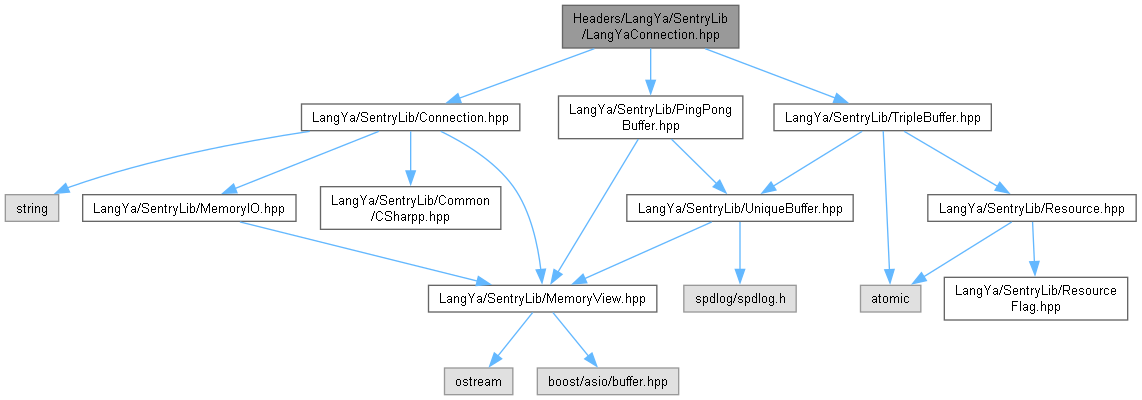 Headers/LangYa/SentryLib
/LangYaConnection.hpp
LangYa/SentryLib/Connection.hpp
LangYa/SentryLib/PingPong
Buffer.hpp
LangYa/SentryLib/TripleBuffer.hpp
string
LangYa/SentryLib/MemoryIO.hpp
LangYa/SentryLib/Common
/CSharpp.hpp
LangYa/SentryLib/UniqueBuffer.hpp
LangYa/SentryLib/Resource.hpp
LangYa/SentryLib/MemoryView.hpp
spdlog/spdlog.h
atomic
LangYa/SentryLib/Resource
Flag.hpp
ostream
boost/asio/buffer.hpp